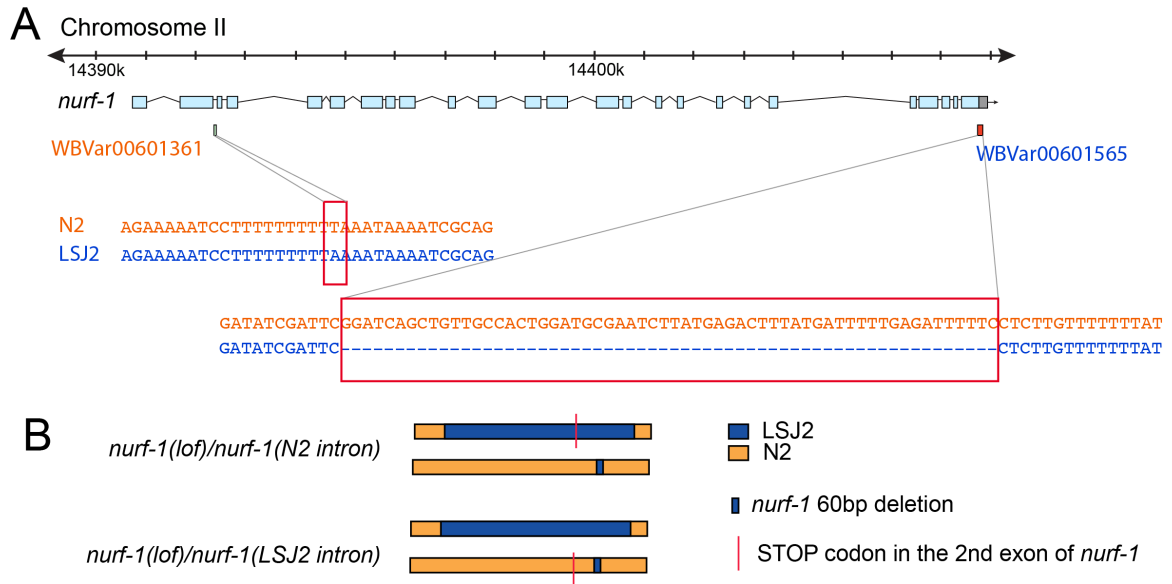 A
Chromosome II
14390k 14400k
nurf-1
WBVar00601361
WBVar00601565
N2 AGAAAAATCCTTTTTTTTTTAAATAAAATCGCAG
LSJ2 AGAAAAATCCTTTTTTTTTAAAATAAAATCGCAG
GATATCGATTCGGATCAGCTGTTGCCACTGGATGCGAATCTTATGAGACTTTATGATTTTTGAGATTTTTCCTCTTGTTTTTTTAT
GATATCGATTC------------------------------------------------------------CTCTTGTTTTTTTAT
B
nurf-1(lof)/nurf-1(N2 intron)
nurf-1(lof)/nurf-1(LSJ2 intron)
LSJ2
N2
nurf-1 60bp deletion
STOP codon in the 2nd exon of nurf-1